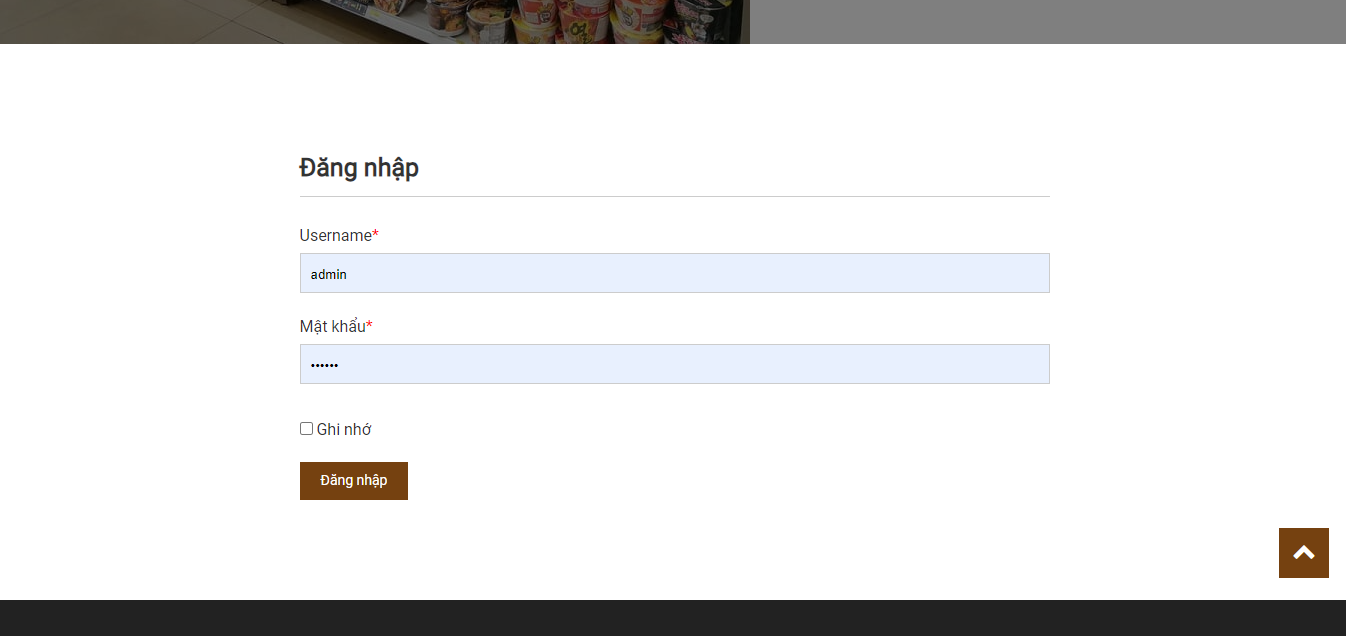 Đăng nhập
Username*
admin
Mật khẩu*
••••••
Ghi nhớ
Đăng nhập